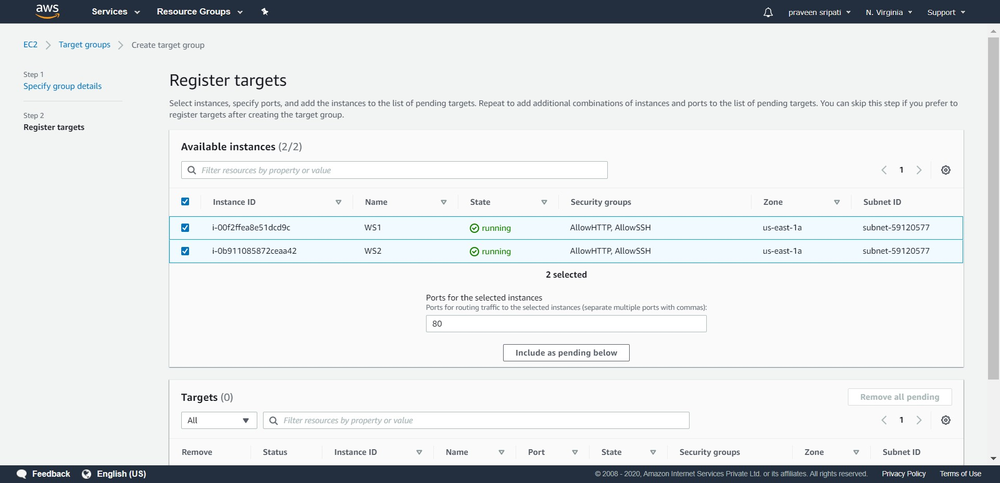 aws Services Resource Groups praveen sripati N. Virginia Support
EC2 Target groups Create target group
Step 1
Specify group details
Step 2
Register targets
Register targets
Select instances, specify ports, and add the instances to the list of pending targets. Repeat to add additional combinations of instances and ports to the list of pending targets. You can skip this step if you prefer to
register targets after creating the target group.
Available instances (2/2)
Filter resources by property or value
1
Instance ID Name State Security groups Zone Subnet ID
i-00f2ffea8e51dcd9c WS1 running AllowHTTP, AllowSSH us-east-1a subnet-59120577
i-0b911085872ceaa42 WS2 running AllowHTTP, AllowSSH us-east-1a subnet-59120577
2 selected
Ports for the selected instances
Ports for routing traffic to the selected instances (separate multiple ports with commas):
80
Include as pending below
Targets (0)
Remove all pending
All Filter resources by property or value
1
Remove Status Instance ID Name Port State Security groups Zone Subnet ID
Feedback English (US) © 2008 - 2020, Amazon Internet Services Private Ltd. or its affiliates. All rights reserved. Privacy Policy Terms of Use